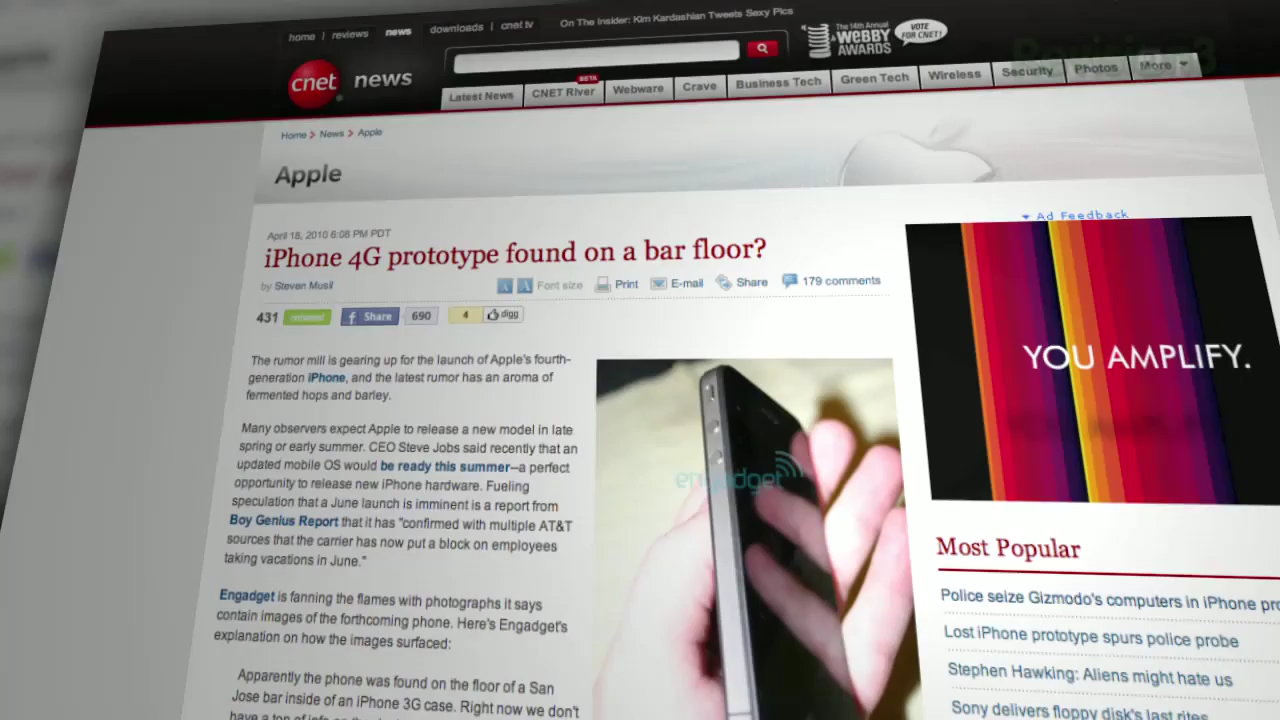 home | reviews news downloads | cnet tv On The Insider: Kim Kardashian Tweets Sexy Pics
The 14th Annual WEBBY AWARDS
VOTE FOR CNET!
cnet news
Latest News CNET River BETA Webware Crave Business Tech Green Tech Wireless Security Photos More
Home > News > Apple
Apple
Ad Feedback
April 18, 2010 6:08 PM PDT
iPhone 4G prototype found on a bar floor?
by Steven Musil
A A Font size Print E-mail Share 179 comments
431 retweet f Share 690 4 digg
The rumor mill is gearing up for the launch of Apple's fourth-
generation iPhone, and the latest rumor has an aroma of
fermented hops and barley.
Many observers expect Apple to release a new model in late
spring or early summer. CEO Steve Jobs said recently that an
updated mobile OS would be ready this summer–a perfect
opportunity to release new iPhone hardware. Fueling
speculation that a June launch is imminent is a report from
Boy Genius Report that it has "confirmed with multiple AT&T
sources that the carrier has now put a block on employees
taking vacations in June."
Engadget is fanning the flames with photographs it says
contain images of the forthcoming phone. Here's Engadget's
explanation on how the images surfaced:
Apparently the phone was found on the floor of a San
Jose bar inside of an iPhone 3G case. Right now we don't
engadget
YOU AMPLIFY.
Most Popular
Police seize Gizmodo's computers in iPhone pro
Lost iPhone prototype spurs police probe
Stephen Hawking: Aliens might hate us
Sony delivers floppy disk's last rites